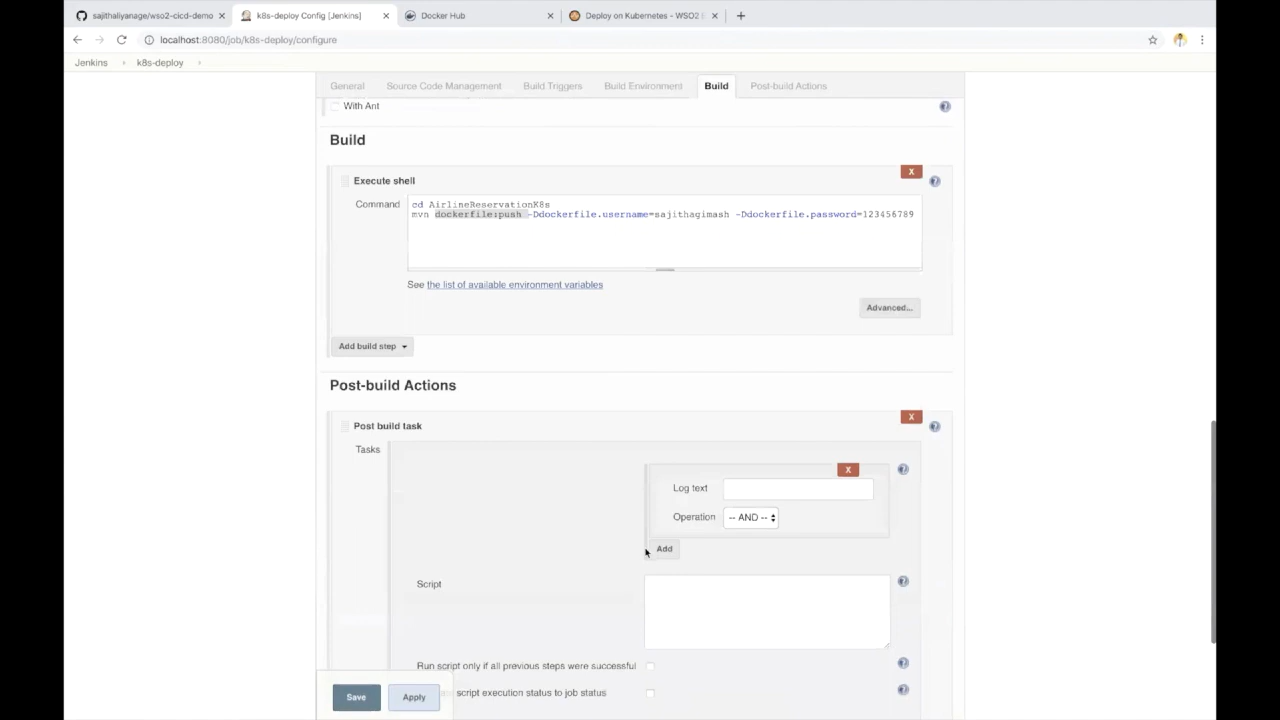 sajithaliyanage/wso2-cicd-demo
k8s-deploy Config [Jenkins]
Docker Hub
Deploy on Kubernetes - WSO2 E
localhost:8080/job/k8s-deploy/configure
Jenkins
k8s-deploy
General
Source Code Management
Build Triggers
Build Environment
Build
Post-build Actions
With Ant
Build
X
Execute shell
Command
cd AirlineReservationK8s
mvn dockerfile:push -Ddockerfile.username=sajithagimash -Ddockerfile.password=123456789
See the list of available environment variables
Advanced...
Add build step
Post-build Actions
X
Post build task
Tasks
X
Log text
Operation
-- AND --
Add
Script
Run script only if all previous steps were successful
script execution status to job status
Save
Apply